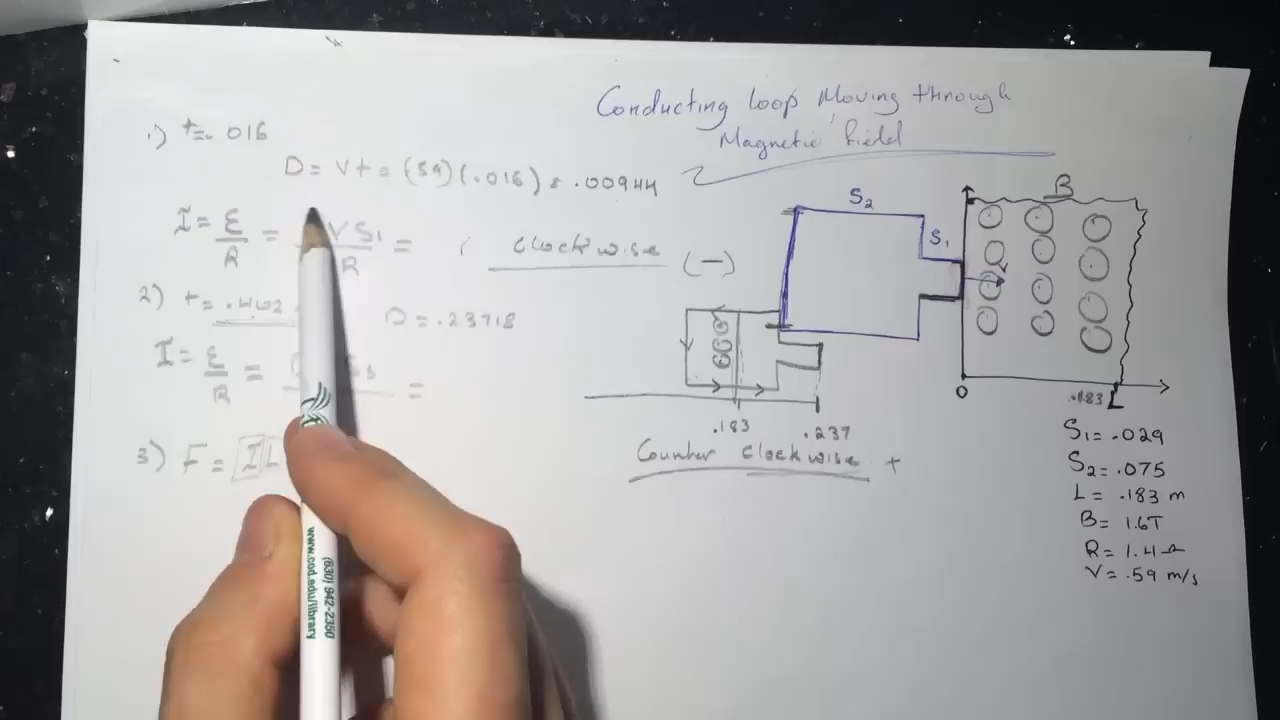 Conducting loop Moving through
Magnetic field
1) t=.016
D= Vt = (59)(.016) = .00944
I= ε/R = VS1/R =
Clockwise (-)
2) t= .402
D=.23718
I= ε/R =
=
3) F= I L
S2
S1
B
0
.183
L
.183
.237
Counter Clockwise +
S1= .029
S2= .075
L= .183 m
B= 1.6T
R= 1.4Ω
V= .59 m/s
www.cod.edu/library
(630) 942-2350